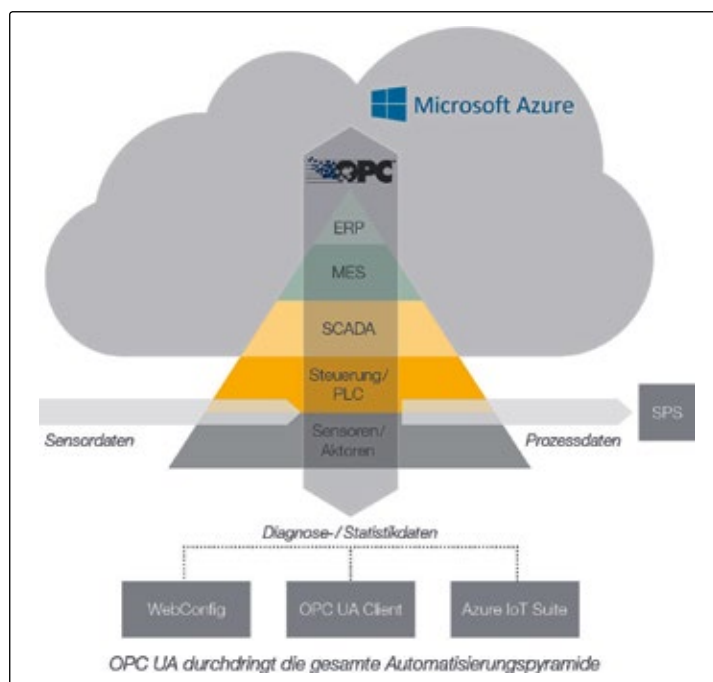 Microsoft Azure
OPC
ERP
MES
SCADA
Steuerung/
PLC
Sensordaten
Sensoren/
Aktoren
Prozessdaten
SPS
Diagnose-/Statistikdaten
WebConfig
OPC UA Client
Azure IoT Suite
OPC UA durchdringt die gesamte Automatisierungspyramide